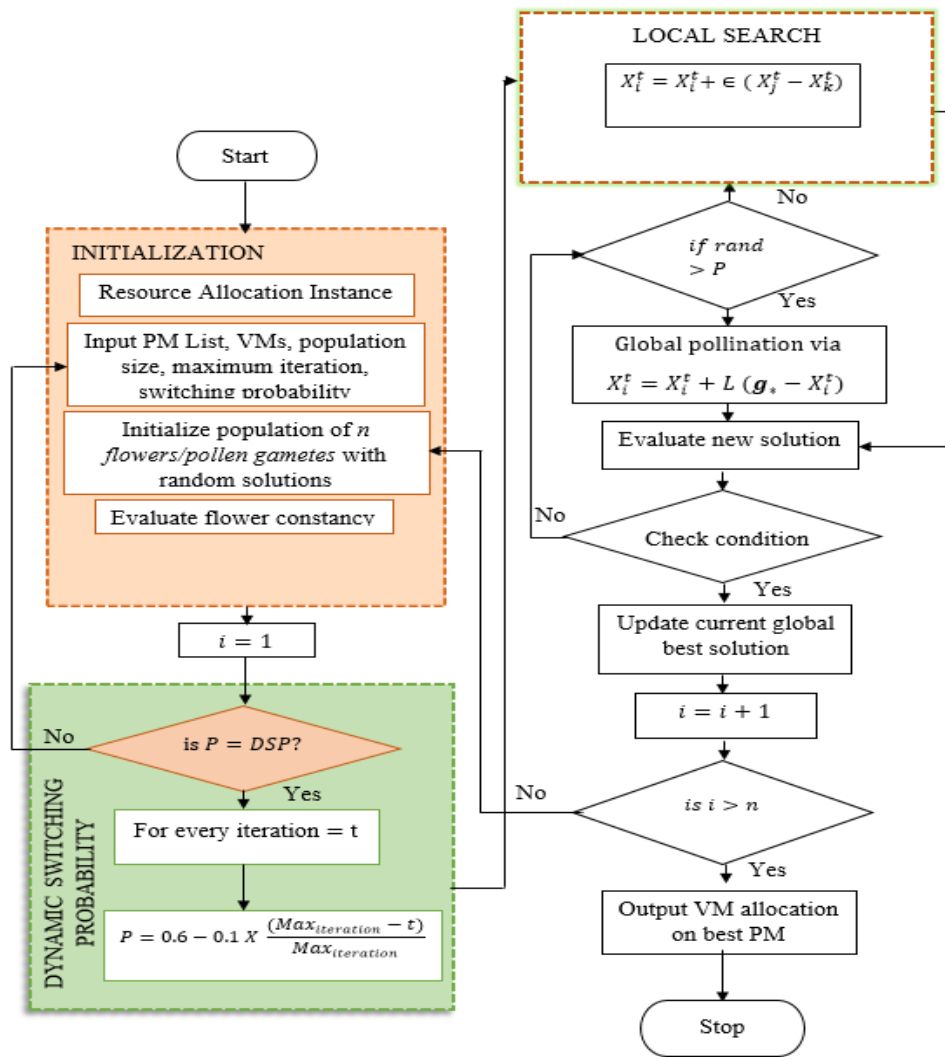 Start
INITIALIZATION
Resource Allocation Instance
Input PM List, VMs, population
size, maximum iteration,
switching probability
Initialize population of n
flowers/pollen gametes with
random solutions
Evaluate flower constancy
i = 1
DYNAMIC SWITCHING
PROBABILITY
is P = DSP?
No
Yes
For every iteration = t
P = 0.6 − 0.1 X (Max_iteration − t) / Max_iteration
LOCAL SEARCH
X_i^t = X_i^t + ∈ ( X_j^t − X_k^t)
No
if rand
> P
Yes
Global pollination via
X_i^t = X_i^t + L (g_* − X_i^t)
Evaluate new solution
No
Check condition
Yes
Update current global
best solution
i = i + 1
No
is i > n
Yes
Output VM allocation
on best PM
Stop